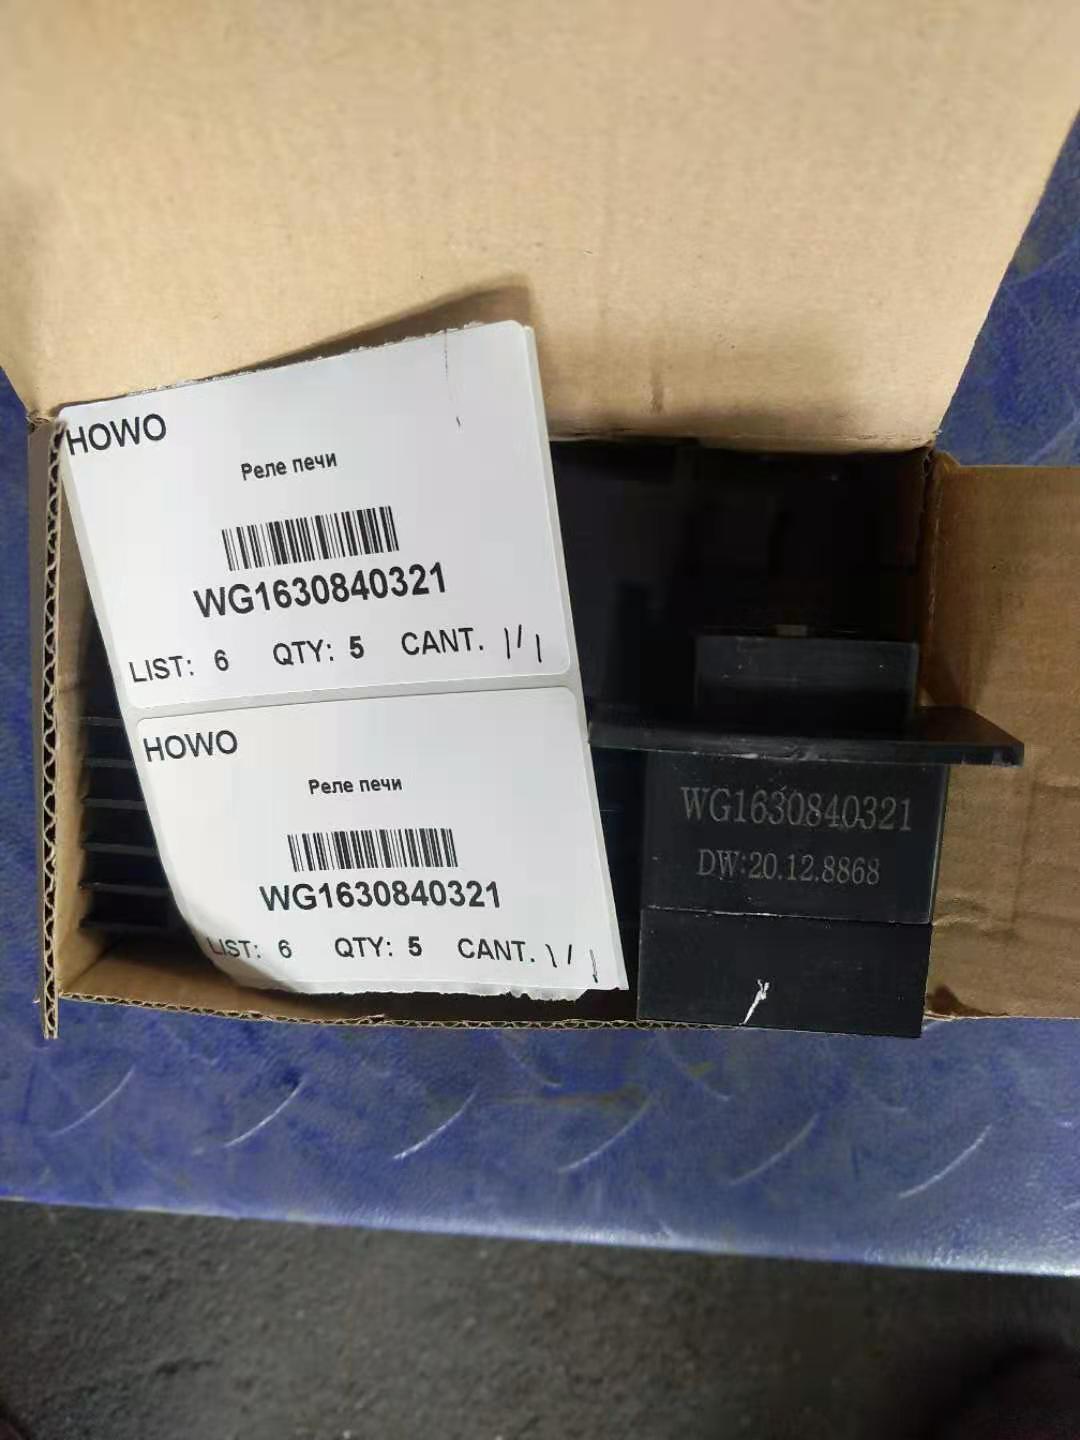 HOWO
Реле печи
WG1630840321
LIST: 6 QTY: 5 CANT. 1/1
HOWO
Реле печи
WG1630840321
LIST: 6 QTY: 5 CANT. 1/1
WG1630840321
DW:20.12.8868